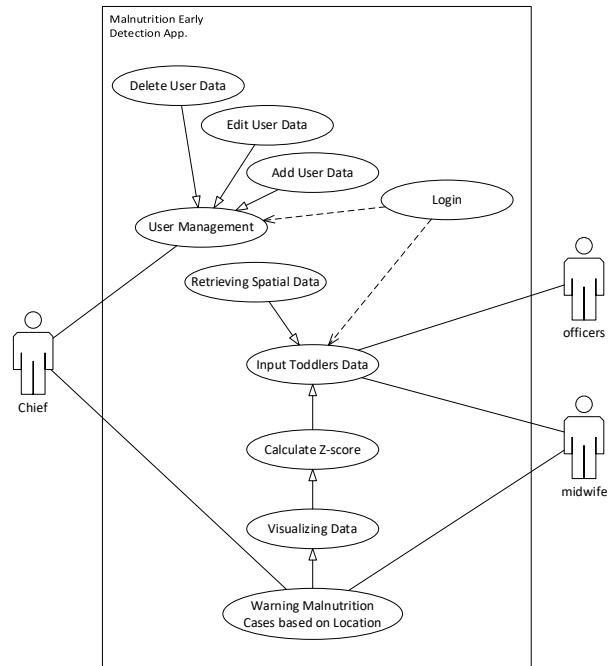 Malnutrition Early
Detection App.
Delete User Data
Edit User Data
Add User Data
Login
User Management
Retrieving Spatial Data
officers
Input Toddlers Data
Chief
Calculate Z-score
midwife
Visualizing Data
Warning Malnutrition
Cases based on Location